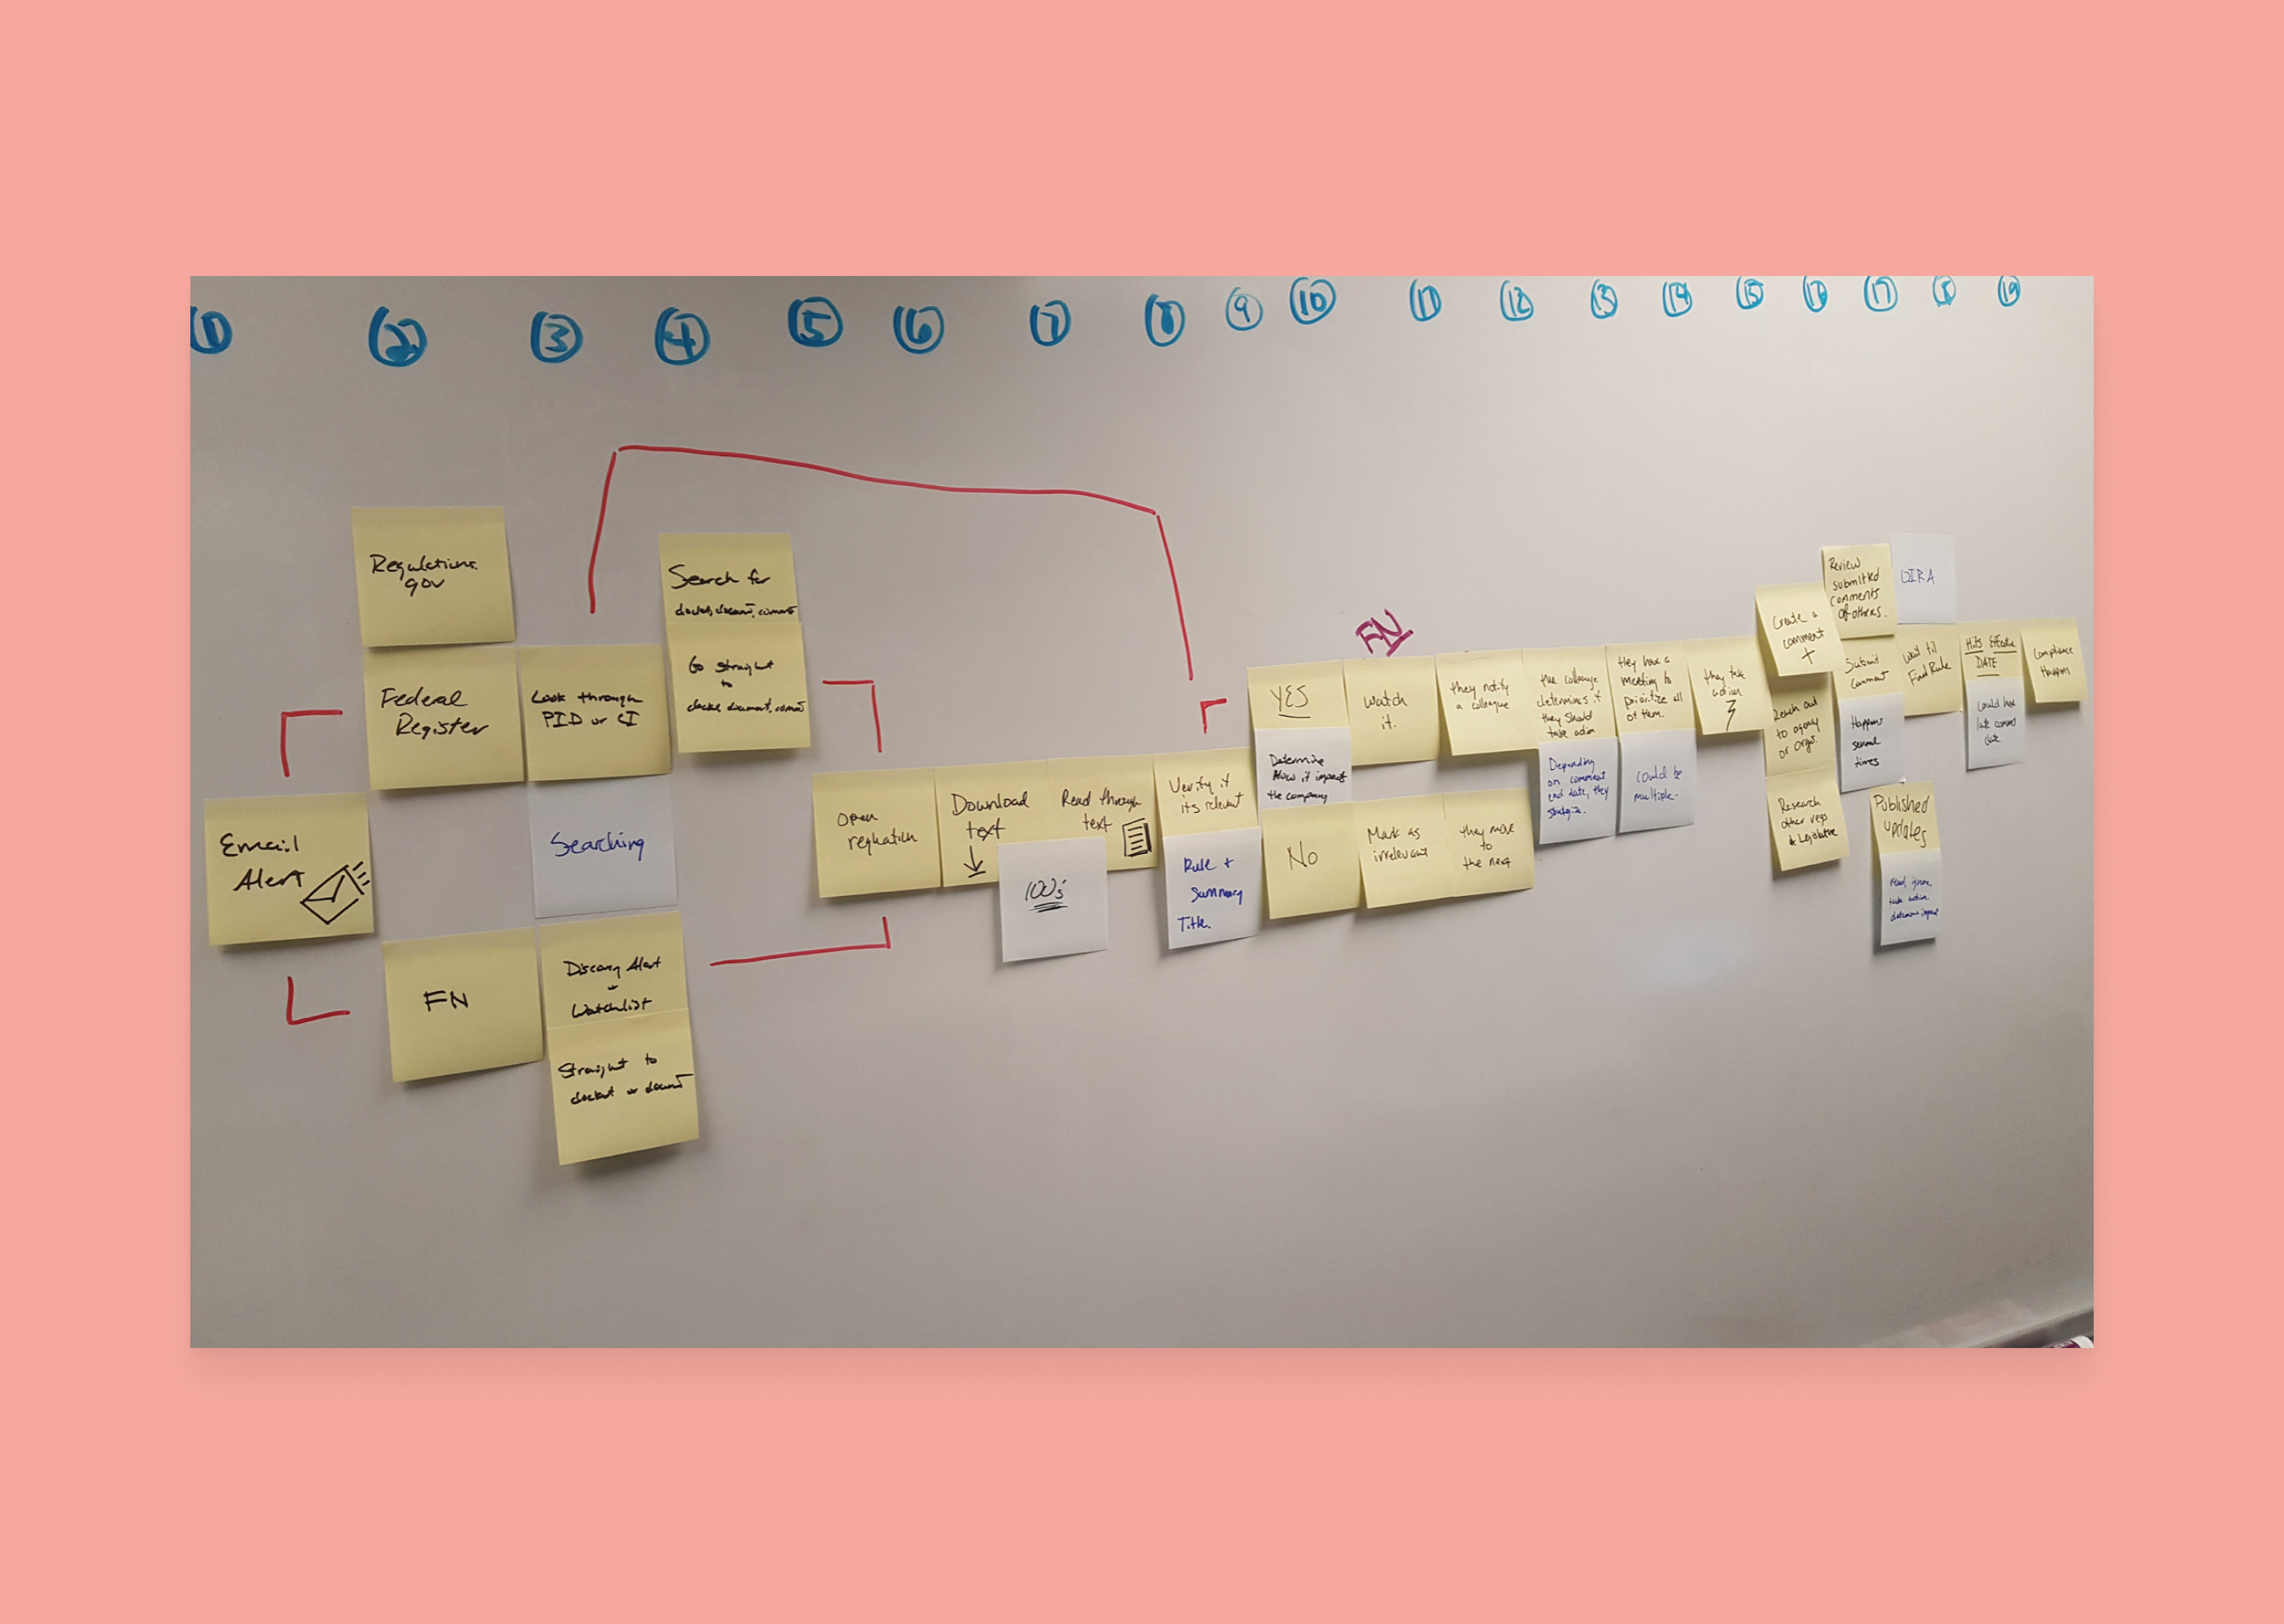 1
2
3
4
5
6
7
8
9
10
11
12
13
14
15
16
17
18
19
Email
Alert
Regulations.
gov
Federal
Register
FN
Look through
PID or CI
Searching
Discovery Alert
or
Watchlist
Straight to
docket or document
Search for
docket, document, comment
Go straight
to
docket, document, comment
Open
regulation
Download
text
100's
Read through
text
Verify if
its relevant
Rule +
Summary
Title.
YES
Determine
How it impact
the company
NO
FN
Watch
it.
Mark as
irrelevant
they notify
a colleague
they move
to
the next
the colleague
determines if
they should
take action
Depending
on comment
end date, they
strategize.
they have a
meeting to
prioritize all
of them.
could be
multiple.
they take
action
Create a
comment
+
Reach out
to agency
or Orgs.
Research
other regs
& Legislative
Review
submitted
comments
of others.
Submit
Comment
Happens
several
times
OIRA
Wait til
Final Rule
Published
updates
read, ignore,
take action.
determine impact
Hits Effective
DATE
Could have
late comment
date
Compliance
Happens